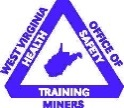 WEST VIRGINIA
OFFICE OF
HEALTH
SAFETY
TRAINING
MINERS